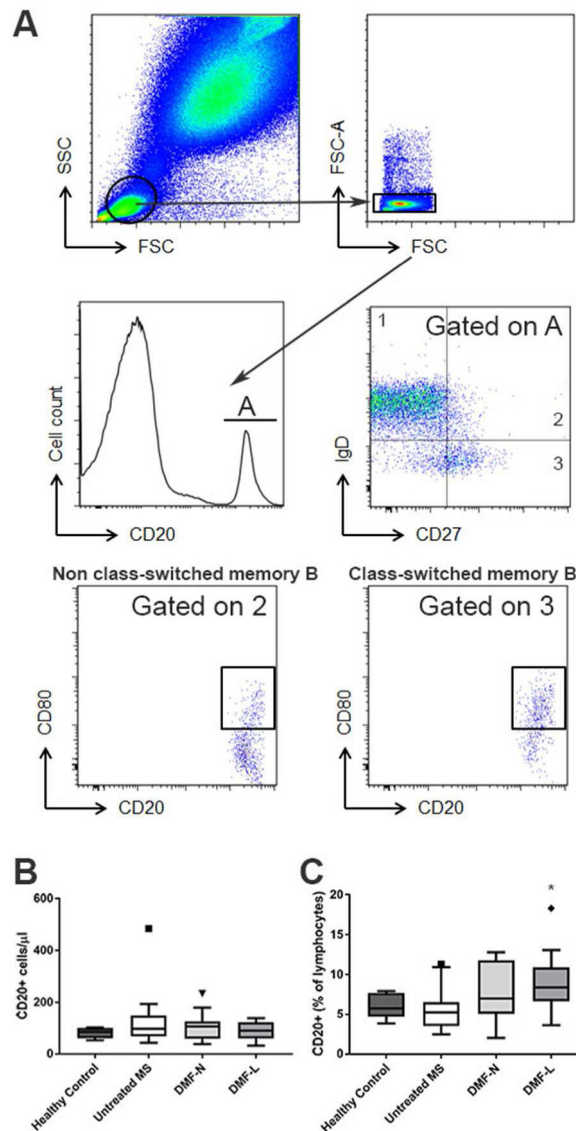 A
SSC
FSC
FSC-A
FSC
Cell count
A
CD20
1
Gated on A
2
3
IgD
CD27
Non class-switched memory B
Gated on 2
CD80
CD20
Class-switched memory B
Gated on 3
CD80
CD20
B
CD20+ cells/µl
600
400
200
0
Healthy Control
Untreated MS
DMF-N
DMF-L
C
CD20+ (% of lymphocytes)
20
15
10
5
0
*
Healthy Control
Untreated MS
DMF-N
DMF-L